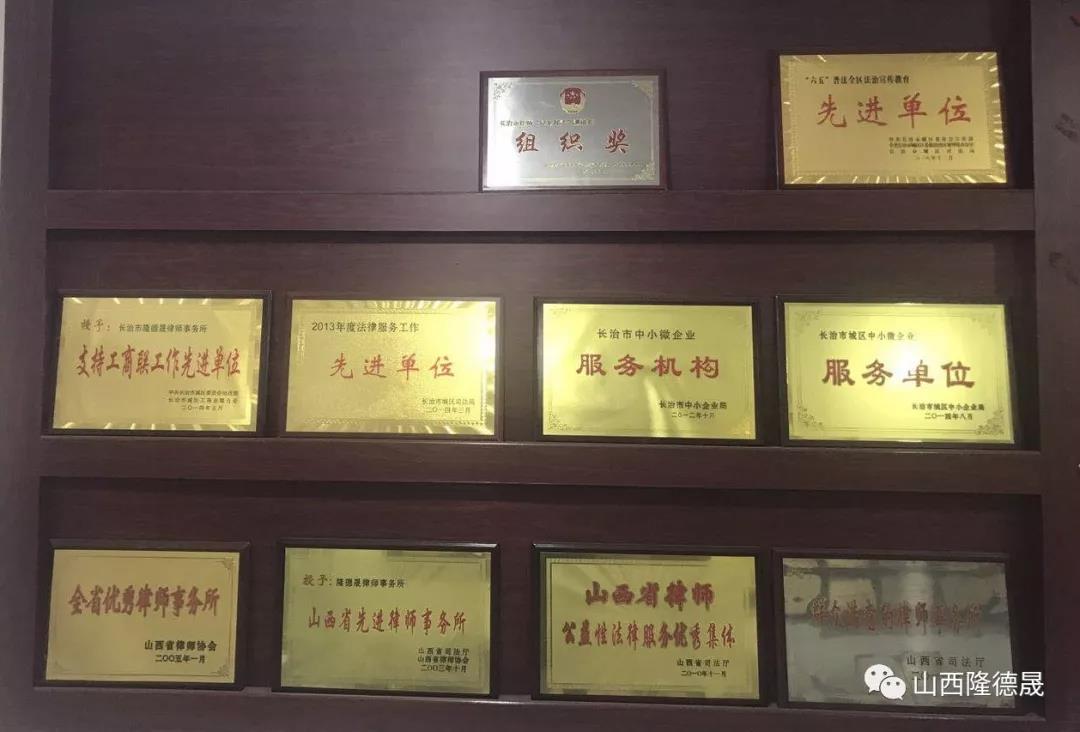 组织奖
“六五”普法全区法治宣传教育
先进单位
授予：长治市隆德晟律师事务所
支持工商联工作先进单位
二〇一四年五月
2013年度法律服务工作
先进单位
长治市城区司法局
二〇一四年三月
长治市中小微企业
服务机构
长治市中小企业局
二〇一二年十月
长治市城区中小微企业
服务单位
长治市城区中小企业局
二〇一四年八月
全省优秀律师事务所
山西省律师协会
二〇〇五年一月
授予：隆德晟律师事务所
山西省先进律师事务所
山西省司法厅
山西省律师协会
二〇〇三年十月
山西省律师
公益性法律服务优秀集体
山西省司法厅
二〇一〇年十一月
群众满意的律师事务所
山西省司法厅
山西隆德晟